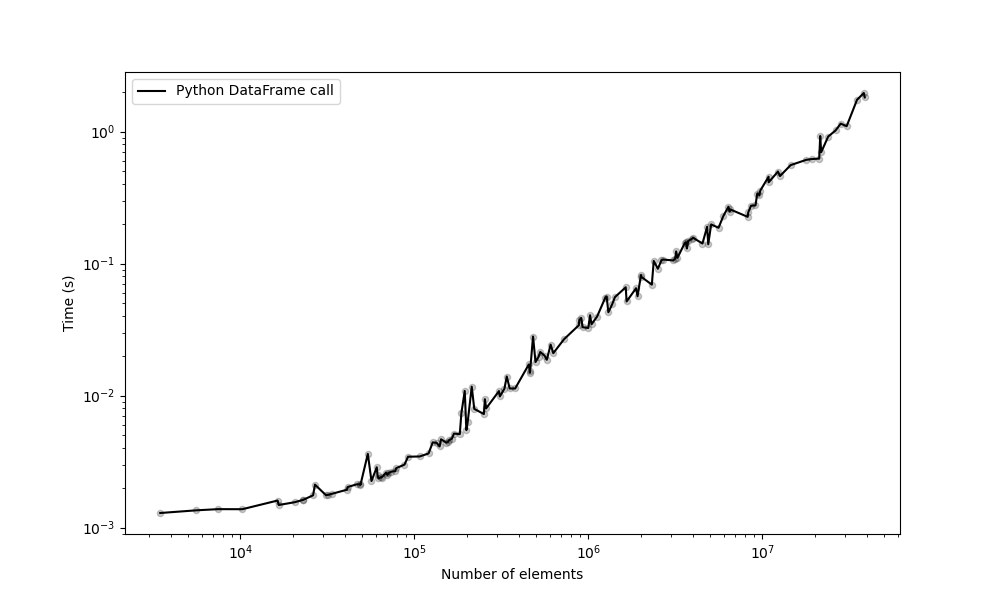 Python DataFrame call
10⁰
10⁻¹
10⁻²
10⁻³
Time (s)
10⁴ 10⁵ 10⁶ 10⁷
Number of elements